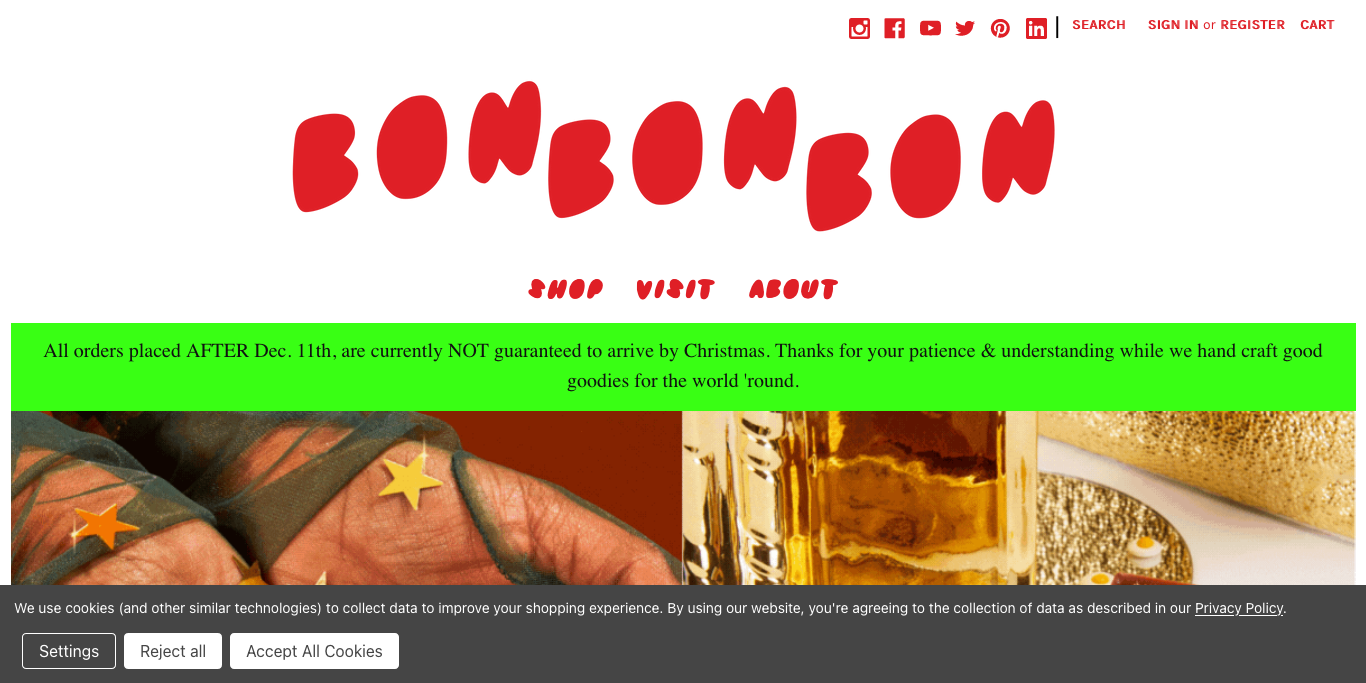 SEARCH SIGN IN or REGISTER CART
BONBONBON
SHOP VISIT ABOUT
All orders placed AFTER Dec. 11th, are currently NOT guaranteed to arrive by Christmas. Thanks for your patience & understanding while we hand craft good
goodies for the world 'round.
We use cookies (and other similar technologies) to collect data to improve your shopping experience. By using our website, you're agreeing to the collection of data as described in our Privacy Policy.
Settings Reject all Accept All Cookies